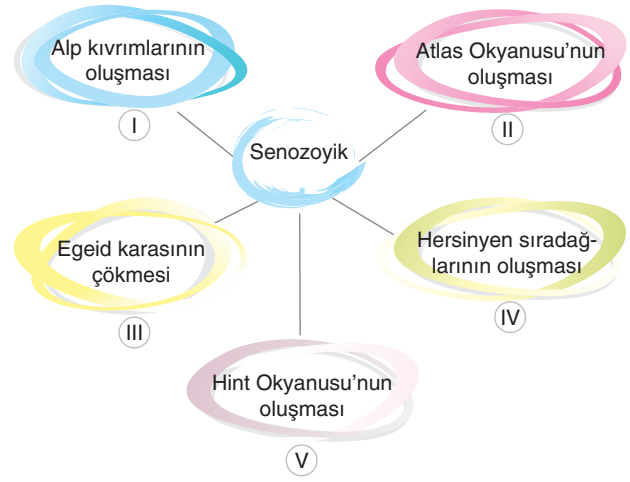 Alp kıvrımlarının
oluşması
I
Atlas Okyanusu’nun
oluşması
II
Senozoyik
Egeid karasının
çökmesi
III
Hersinyen sıradağ-
larının oluşması
IV
Hint Okyanusu’nun
oluşması
V